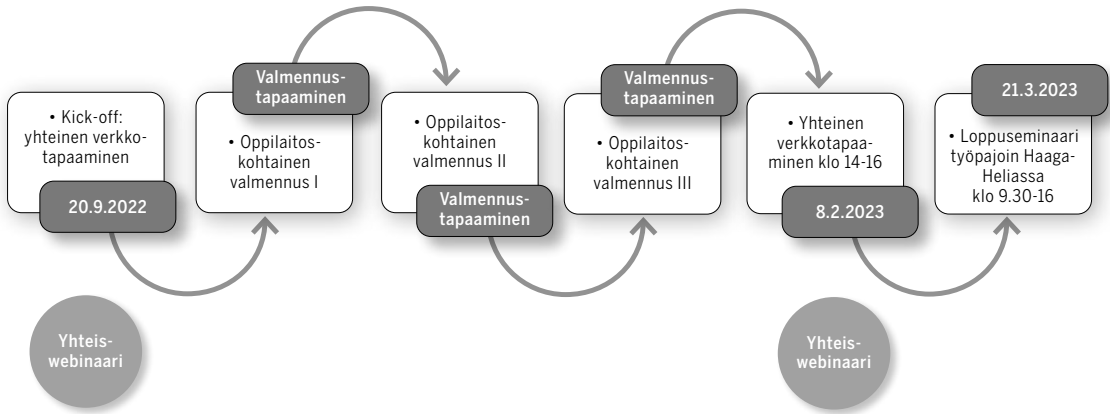 • Kick-off:
yhteinen verkko-
tapaaminen
20.9.2022
Valmennus-
tapaaminen
• Oppilaitos-
kohtainen
valmennus I
• Oppilaitos-
kohtainen
valmennus II
Valmennus-
tapaaminen
Valmennus-
tapaaminen
• Oppilaitos-
kohtainen
valmennus III
• Yhteinen
verkkotapaa-
minen klo 14-16
8.2.2023
21.3.2023
• Loppuseminaari
työpajoin Haaga-
Heliassa
klo 9.30-16
Yhteis-
webinaari
Yhteis-
webinaari